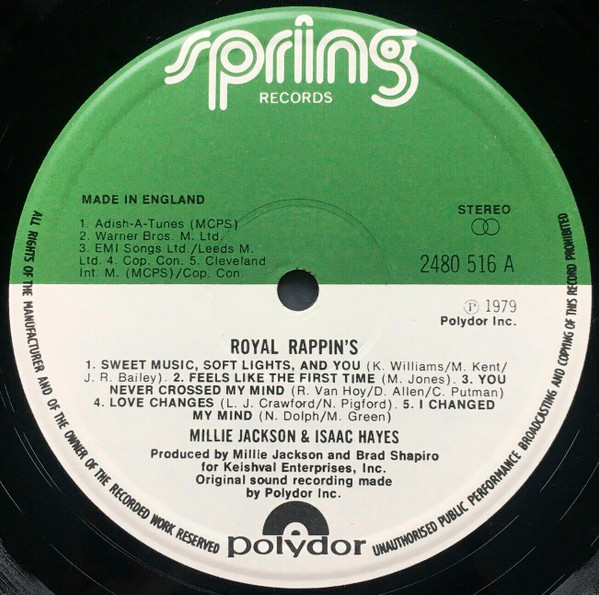 spring
RECORDS
MADE IN ENGLAND
1. Adish-A-Tunes (MCPS)
2. Warner Bros. M. Ltd.
3. EMI Songs Ltd./Leeds M.
Ltd. 4. Cop. Con. 5. Cleveland
Int. M. (MCPS)/Cop. Con.
STEREO
2480 516 A
Ⓟ 1979
Polydor Inc.
ROYAL RAPPIN'S
1. SWEET MUSIC, SOFT LIGHTS, AND YOU (K. Williams/M. Kent/
J. R. Bailey). 2. FEELS LIKE THE FIRST TIME (M. Jones). 3. YOU
NEVER CROSSED MY MIND (R. Van Hoy/D. Allen/C. Putman)
4. LOVE CHANGES (L. J. Crawford/N. Pigford). 5. I CHANGED
MY MIND (N. Dolph/M. Green)
MILLIE JACKSON & ISAAC HAYES
Produced by Millie Jackson and Brad Shapiro
for Keishval Enterprises, Inc.
Original sound recording made
by Polydor Inc.
polydor
ALL RIGHTS OF THE MANUFACTURER AND OF THE OWNER OF THE RECORDED WORK RESERVED
UNAUTHORISED PUBLIC PERFORMANCE BROADCASTING AND COPYING OF THIS RECORD PROHIBITED